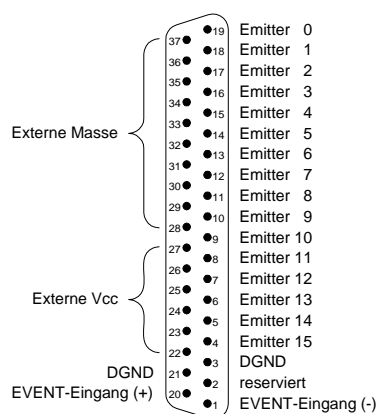 19 Emitter 0
37
18 Emitter 1
36
17 Emitter 2
35
16 Emitter 3
34
15 Emitter 4
33
Externe Masse
14 Emitter 5
32
13 Emitter 6
31
12 Emitter 7
30
11 Emitter 8
29
10 Emitter 9
28
9 Emitter 10
27
8 Emitter 11
26
7 Emitter 12
25
Externe Vcc
6 Emitter 13
24
5 Emitter 14
23
4 Emitter 15
22
3 DGND
DGND 21
2 reserviert
EVENT-Eingang (+) 20
1 EVENT-Eingang (-)